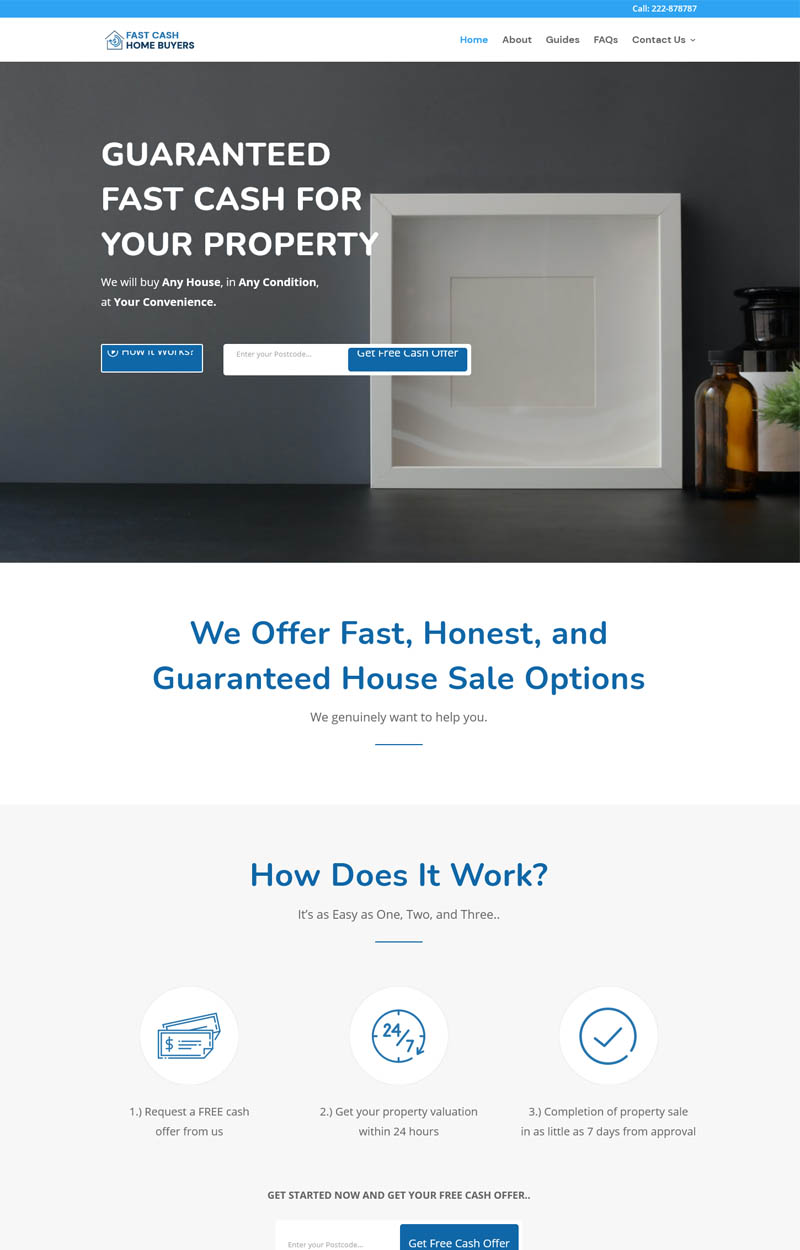 Call: 222-878787
FAST CASH
HOME BUYERS
Home About Guides FAQs Contact Us
GUARANTEED
FAST CASH FOR
YOUR PROPERTY
We will buy Any House, in Any Condition,
at Your Convenience.
How it Works?
Enter your Postcode...
Get Free Cash Offer
We Offer Fast, Honest, and
Guaranteed House Sale Options
We genuinely want to help you.
How Does It Work?
It's as Easy as One, Two, and Three..
$
24/7
1.) Request a FREE cash
offer from us
2.) Get your property valuation
within 24 hours
3.) Completion of property sale
in as little as 7 days from approval
GET STARTED NOW AND GET YOUR FREE CASH OFFER..
Enter your Postcode...
Get Free Cash Offer